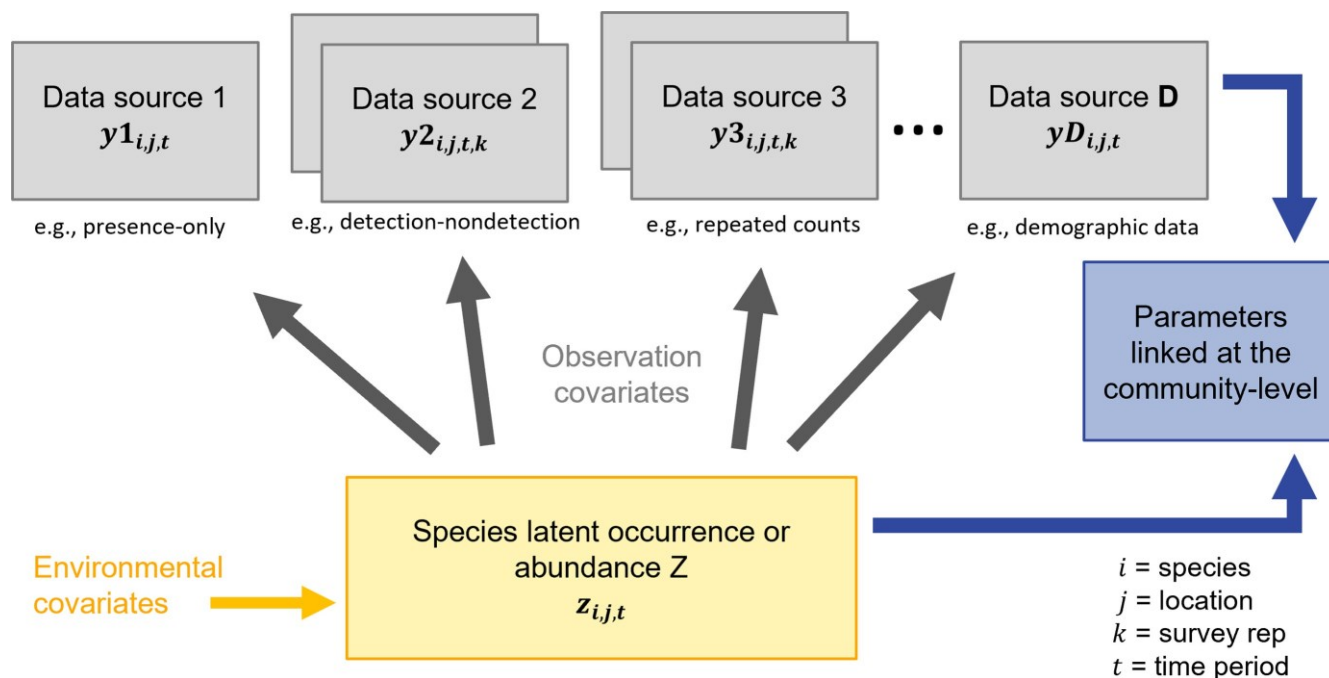 Data source 1
y1i,j,t
e.g., presence-only
Data source 2
y2i,j,t,k
e.g., detection-nondetection
Data source 3
y3i,j,t,k
e.g., repeated counts
...
Data source D
yDi,j,t
e.g., demographic data
Parameters
linked at the
community-level
Observation
covariates
Environmental
covariates
Species latent occurrence or
abundance Z
zi,j,t
i = species
j = location
k = survey rep
t = time period